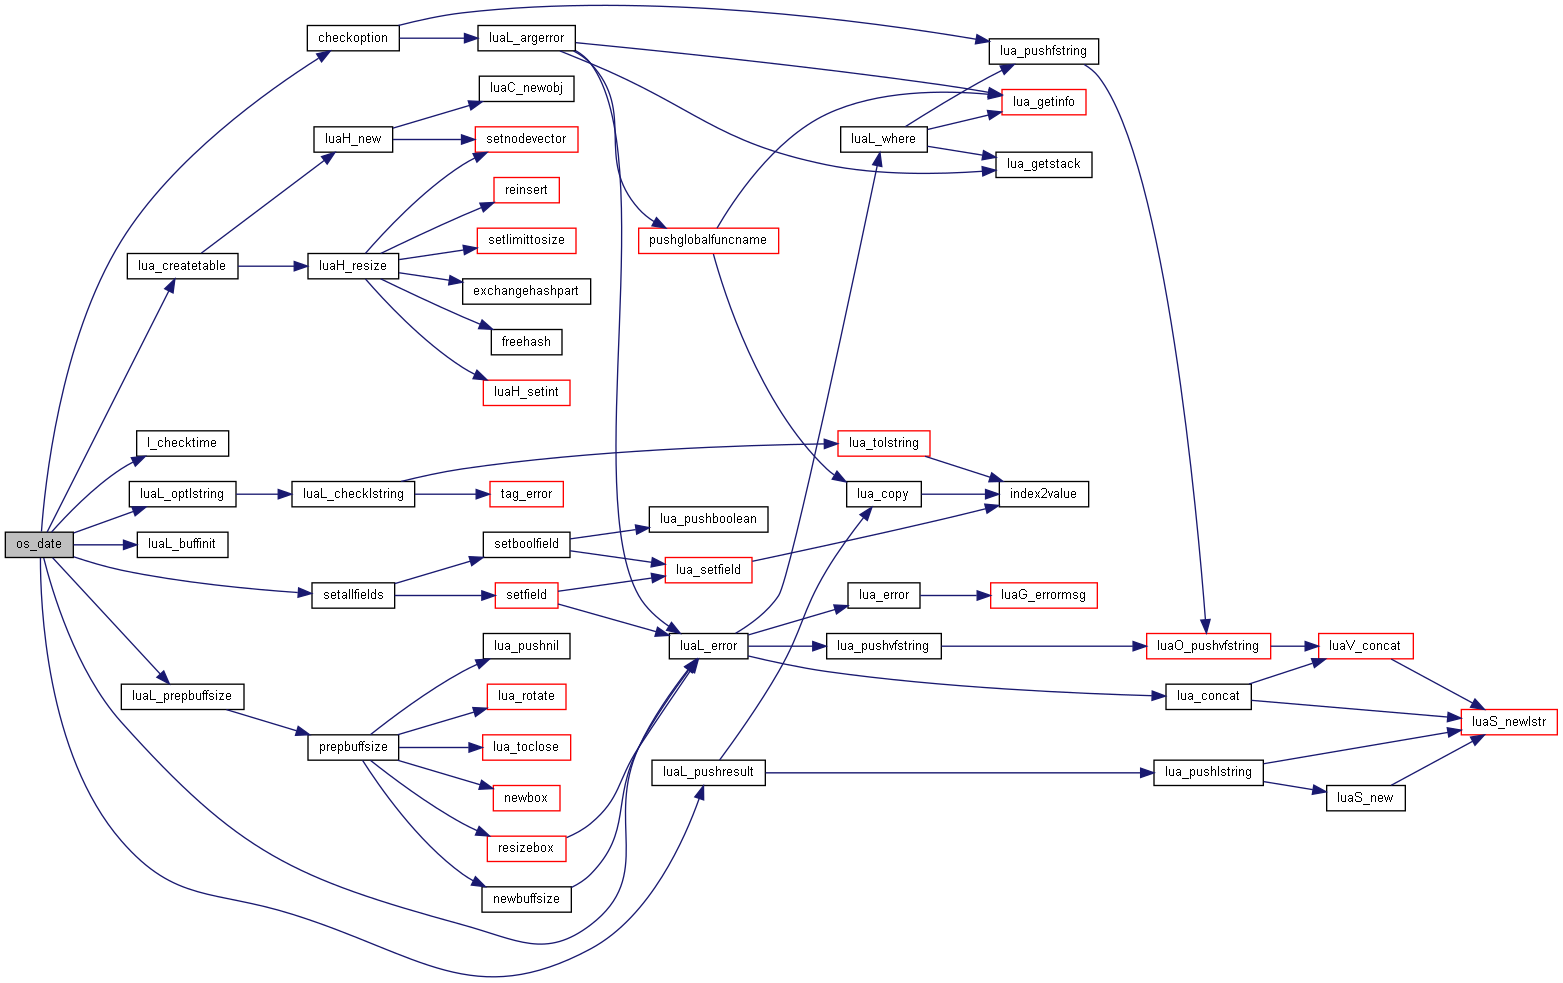 checkoption
luaL_argerror
lua_pushfstring
luaC_newobj
lua_getinfo
luaH_new
setnodevector
luaL_where
lua_getstack
reinsert
pushglobalfuncname
setlimittosize
lua_createtable
luaH_resize
exchangehashpart
freehash
luaH_setint
l_checktime
lua_tolstring
luaL_optlstring
luaL_checklstring
tag_error
lua_copy
index2value
lua_pushboolean
os_date
luaL_buffinit
setboolfield
lua_setfield
setallfields
setfield
lua_error
luaG_errormsg
lua_pushnil
luaL_error
lua_pushvfstring
luaO_pushvfstring
luaV_concat
luaL_prepbuffsize
lua_rotate
lua_concat
luaS_newlstr
prepbuffsize
lua_toclose
luaL_pushresult
lua_pushlstring
newbox
luaS_new
resizebox
newbuffsize